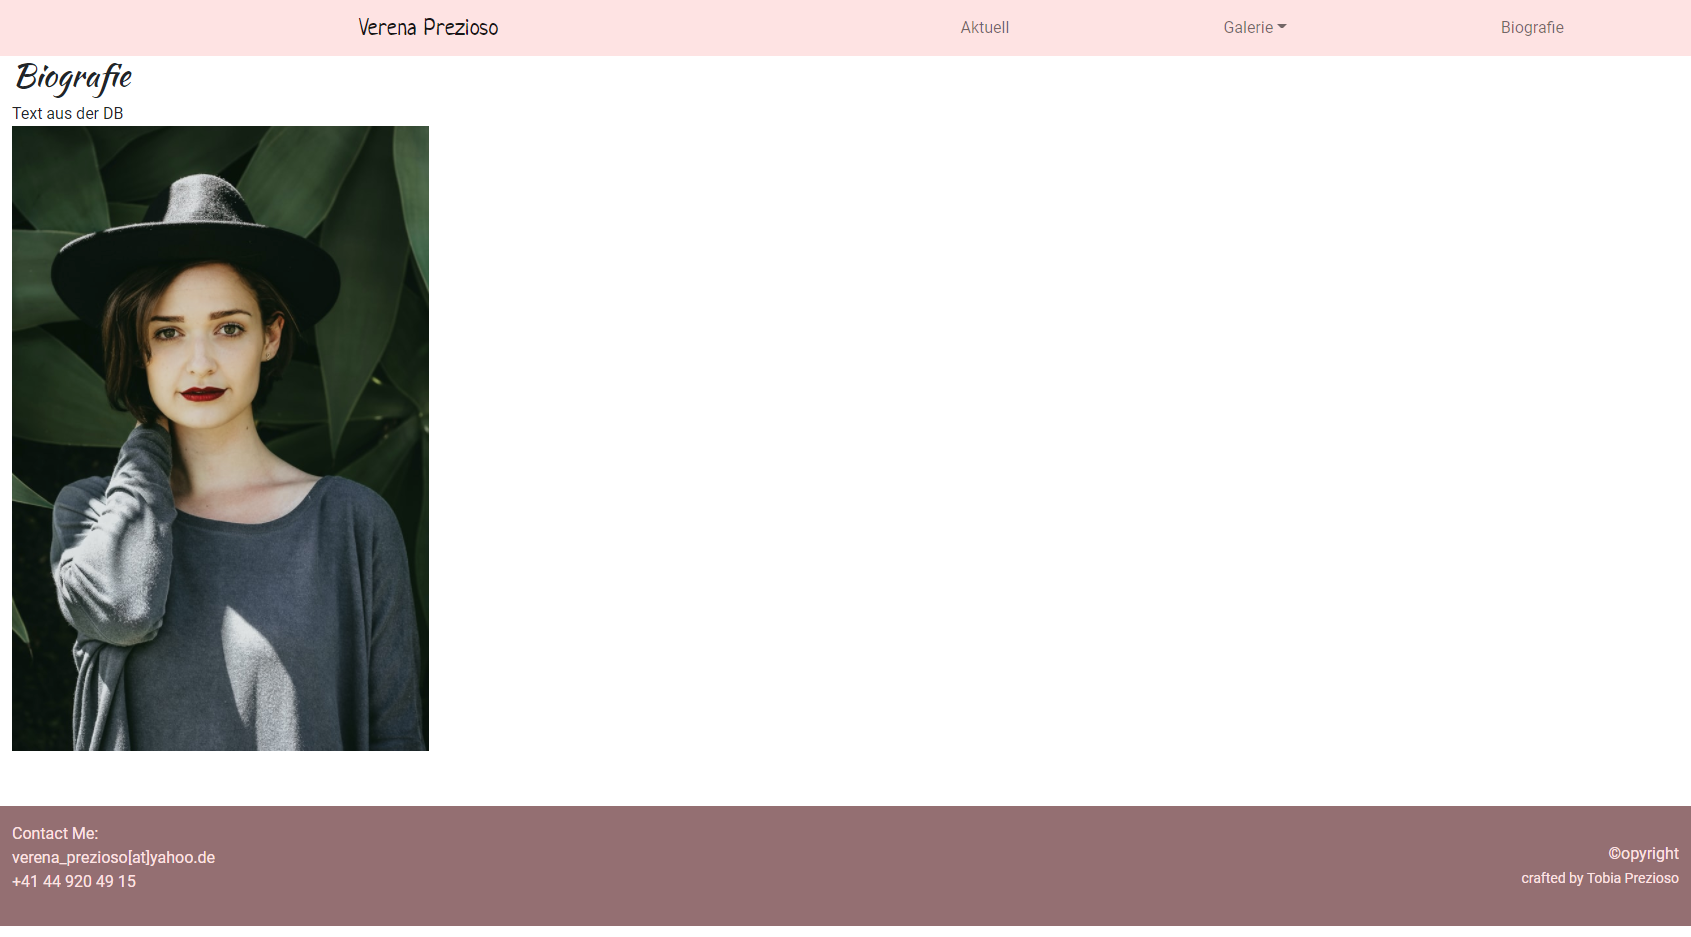 Verena Prezioso Aktuell Galerie Biografie
Biografie
Text aus der DB
Contact Me:
verena_prezioso[at]yahoo.de
+41 44 920 49 15
©opyright
crafted by Tobia Prezioso